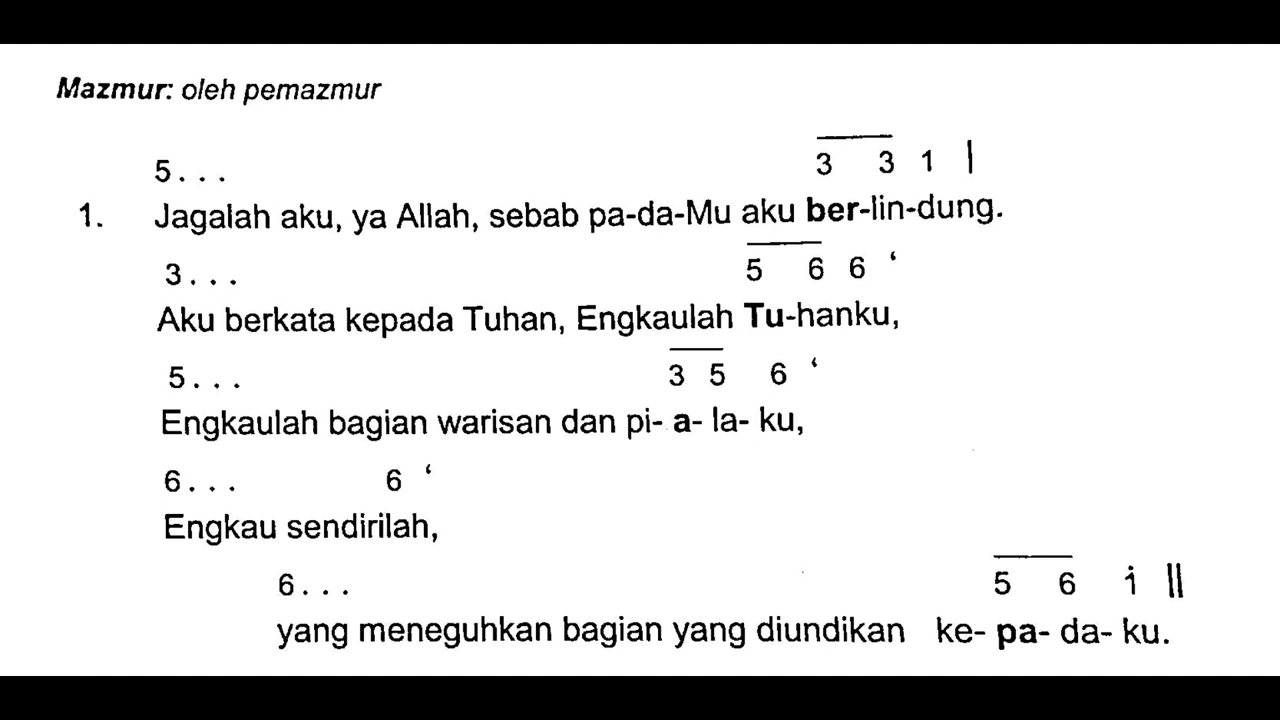 Mazmur: oleh pemazmur
5... 3 3 1 |
1. Jagalah aku, ya Allah, sebab pa-da-Mu aku ber-lin-dung.
3... 5 6 6 ‘
Aku berkata kepada Tuhan, Engkaulah Tu-hanku,
5... 3 5 6 ‘
Engkaulah bagian warisan dan pi- a- la- ku,
6... 6 ‘
Engkau sendirilah,
6... 5 6 i ||
yang meneguhkan bagian yang diundikan ke- pa- da- ku.